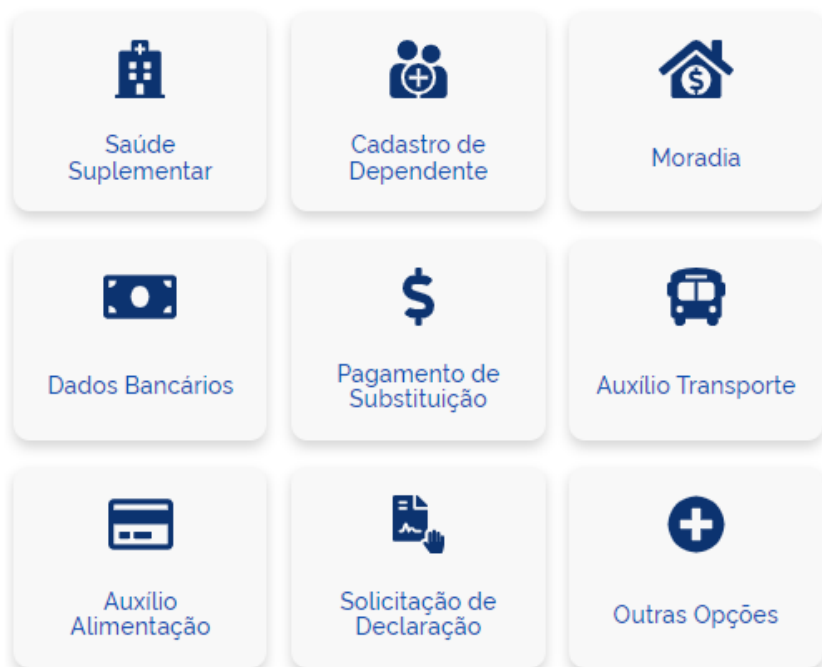 Saúde
Suplementar
Cadastro de
Dependente
Moradia
Dados Bancários
Pagamento de
Substituição
Auxílio Transporte
Auxílio
Alimentação
Solicitação de
Declaração
Outras Opções